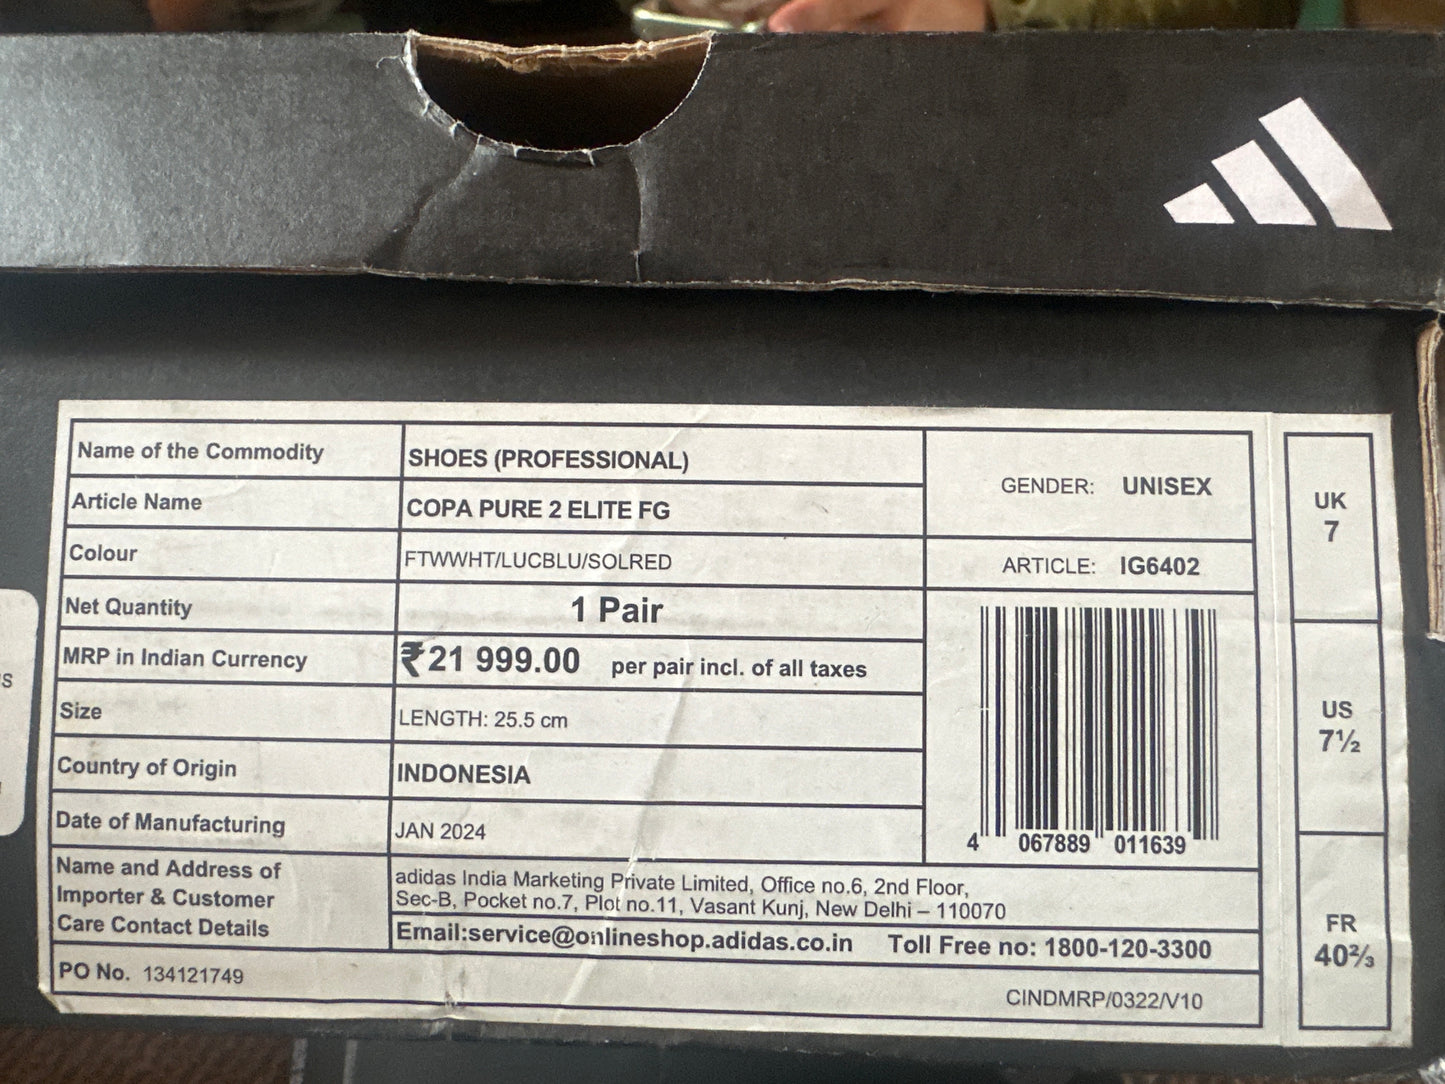 Name of the Commodity SHOES (PROFESSIONAL)
Article Name COPA PURE 2 ELITE FG
Colour FTWWHT/LUCBLU/SOLRED
Net Quantity 1 Pair
MRP in Indian Currency ₹21 999.00 per pair incl. of all taxes
Size LENGTH: 25.5 cm
Country of Origin INDONESIA
Date of Manufacturing JAN 2024
GENDER: UNISEX
ARTICLE: IG6402
4 067889 011639
Name and Address of
Importer & Customer
Care Contact Details
adidas India Marketing Private Limited, Office no.6, 2nd Floor,
Sec-B, Pocket no.7, Plot no.11, Vasant Kunj, New Delhi – 110070
Email:service@onlineshop.adidas.co.in Toll Free no: 1800-120-3300
PO No. 134121749
CINDMRP/0322/V10
UK
7
US
7½
FR
40⅔